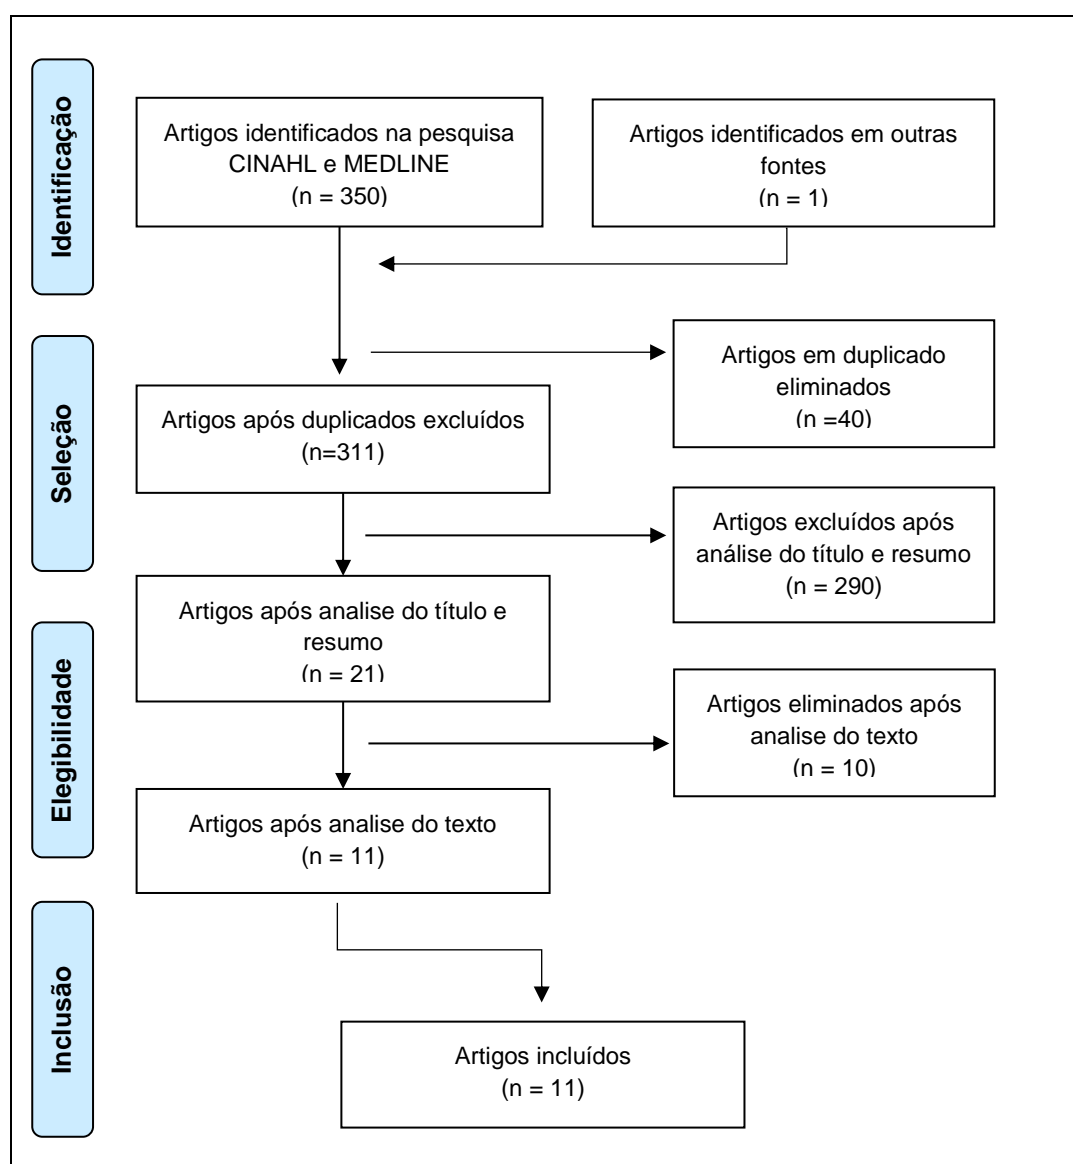 Identificação
Artigos identificados na pesquisa
CINAHL e MEDLINE
(n = 350)
Artigos identificados em outras
fontes
(n = 1)
Seleção
Artigos em duplicado
eliminados
(n =40)
Artigos após duplicados excluídos
(n=311)
Artigos excluídos após
análise do título e resumo
(n = 290)
Elegibilidade
Artigos após analise do título e
resumo
(n = 21)
Artigos eliminados após
analise do texto
(n = 10)
Artigos após analise do texto
(n = 11)
Inclusão
Artigos incluídos
(n = 11)